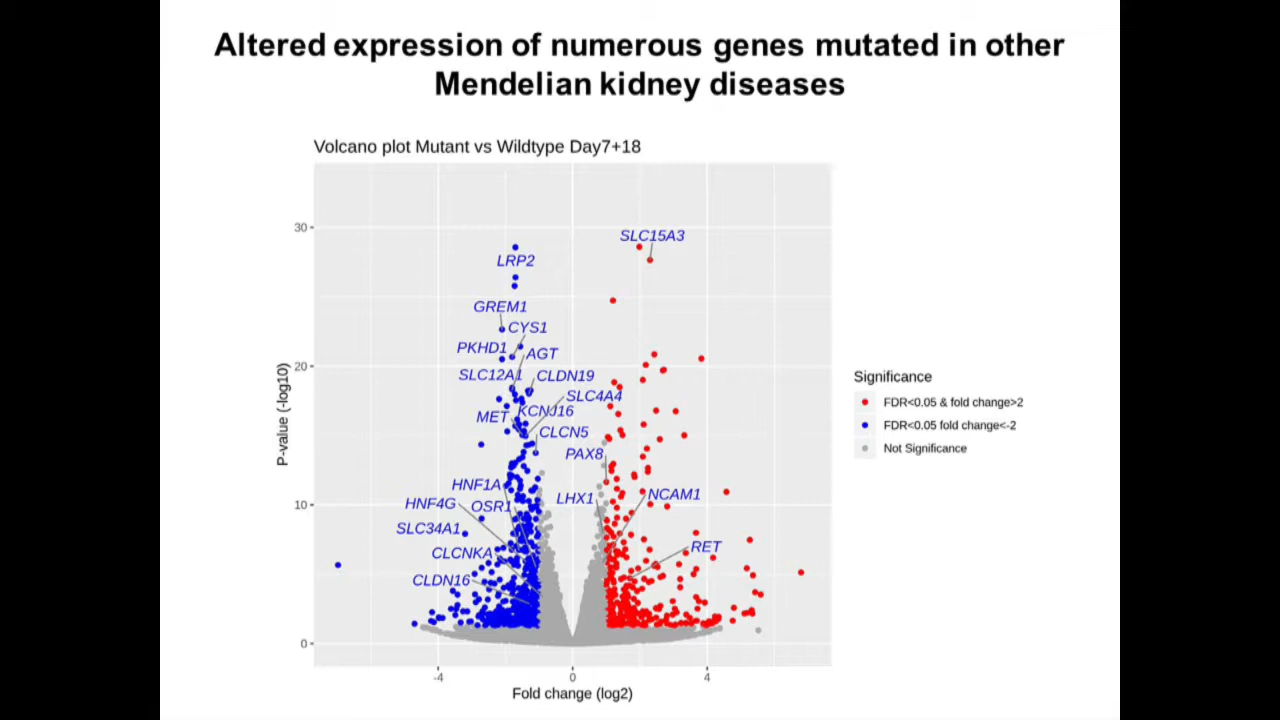 Altered expression of numerous genes mutated in other
Mendelian kidney diseases
Volcano plot Mutant vs Wildtype Day7+18
P-value (-log10)
30
20
10
0
SLC15A3
LRP2
GREM1
CYS1
PKHD1
AGT
SLC12A1
CLDN19
SLC4A4
KCNJ16
MET
CLCN5
PAX8
HNF1A
LHX1
NCAM1
HNF4G
OSR1
SLC34A1
RET
CLCNKA
CLDN16
-4
0
4
Fold change (log2)
Significance
FDR<0.05 & fold change>2
FDR<0.05 fold change<-2
Not Significance